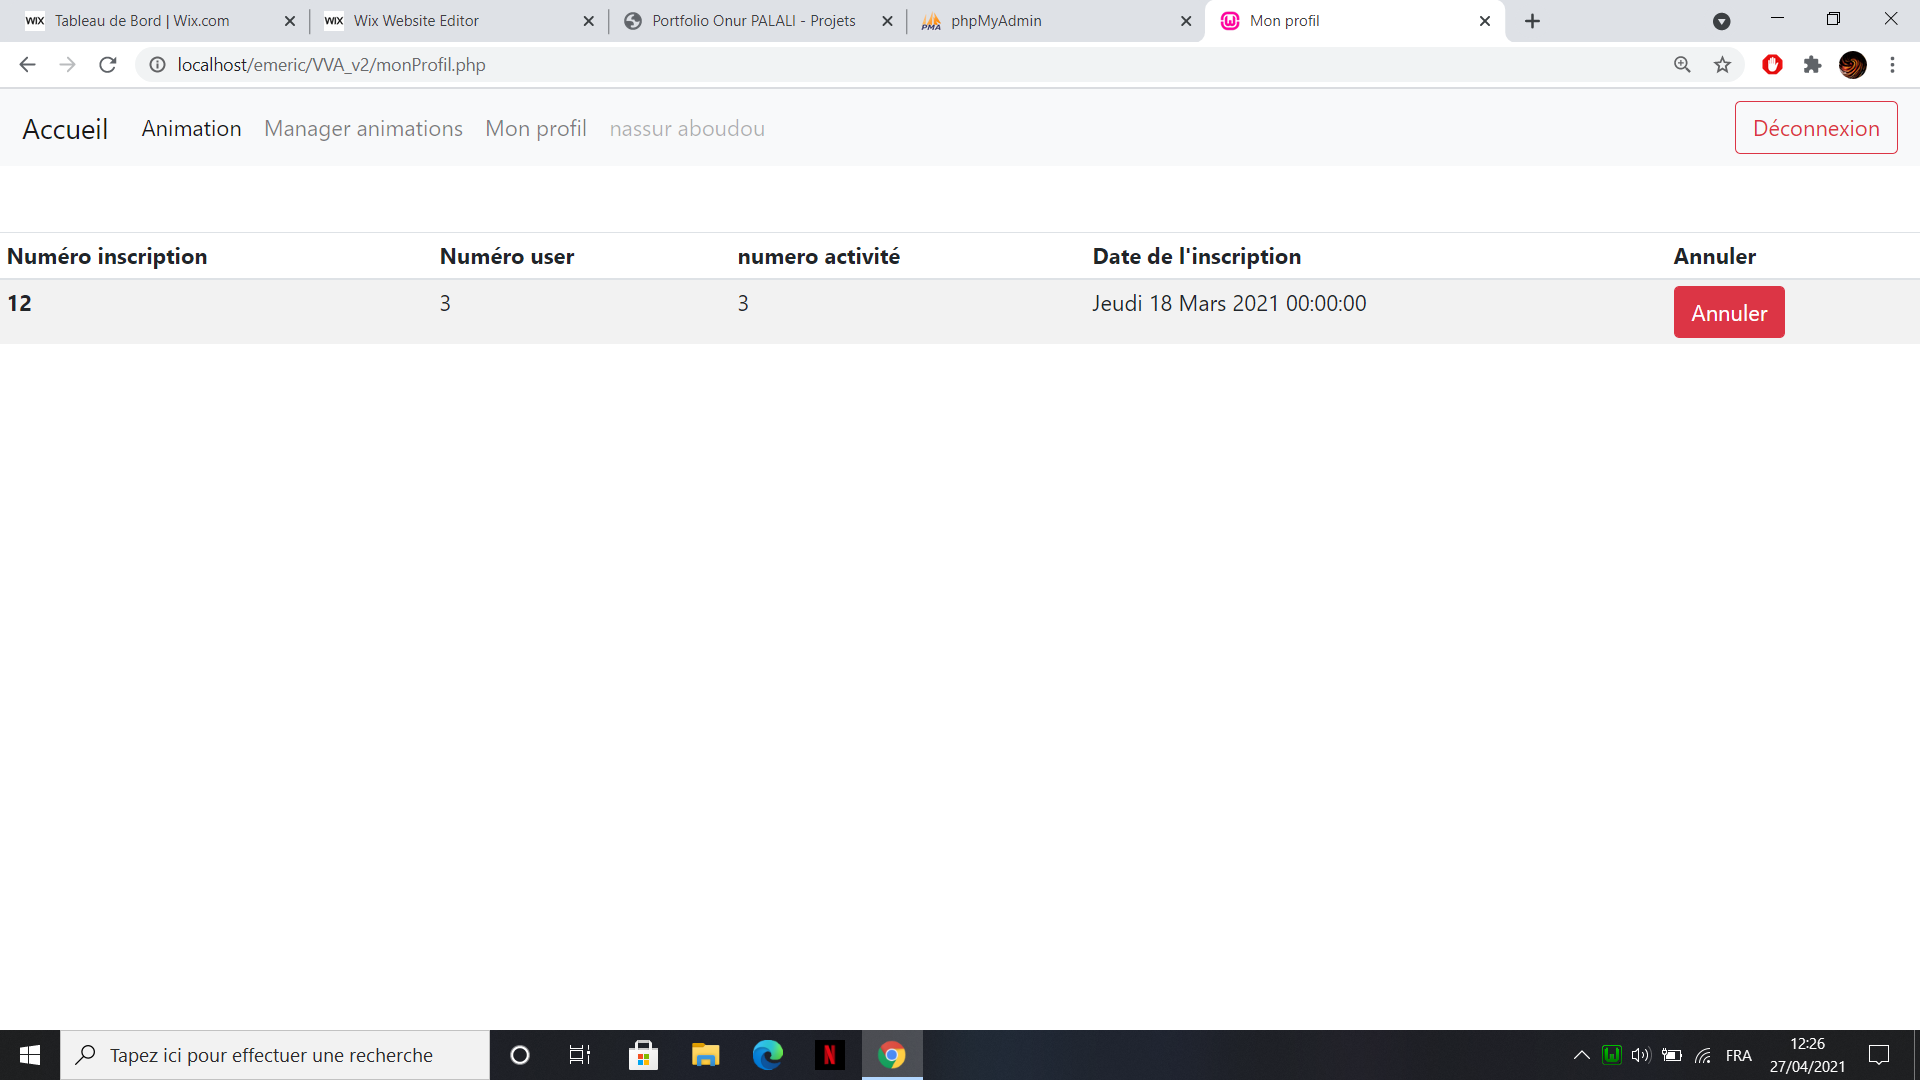 WIX Tableau de Bord | Wix.com
WIX Wix Website Editor
Portfolio Onur PALALI - Projets
PMA phpMyAdmin
Mon profil
localhost/emeric/VVA_v2/monProfil.php
Accueil Animation Manager animations Mon profil nassur aboudou Déconnexion
Numéro inscription Numéro user numero activité Date de l'inscription Annuler
12 3 3 Jeudi 18 Mars 2021 00:00:00 Annuler
Tapez ici pour effectuer une recherche
N
FRA
12:26
27/04/2021